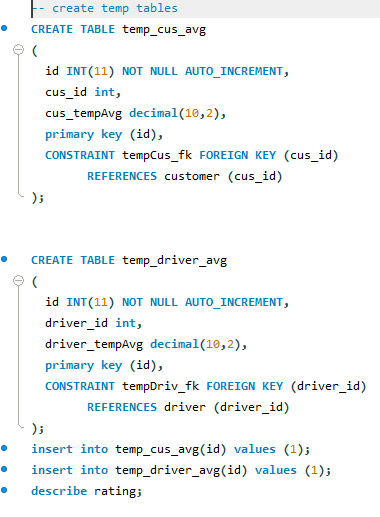 -- create temp tables
CREATE TABLE temp_cus_avg
(
id INT(11) NOT NULL AUTO_INCREMENT,
cus_id int,
cus_tempAvg decimal(10,2),
primary key (id),
CONSTRAINT tempCus_fk FOREIGN KEY (cus_id)
REFERENCES customer (cus_id)
);
CREATE TABLE temp_driver_avg
(
id INT(11) NOT NULL AUTO_INCREMENT,
driver_id int,
driver_tempAvg decimal(10,2),
primary key (id),
CONSTRAINT tempDriv_fk FOREIGN KEY (driver_id)
REFERENCES driver (driver_id)
);
insert into temp_cus_avg(id) values (1);
insert into temp_driver_avg(id) values (1);
describe rating;